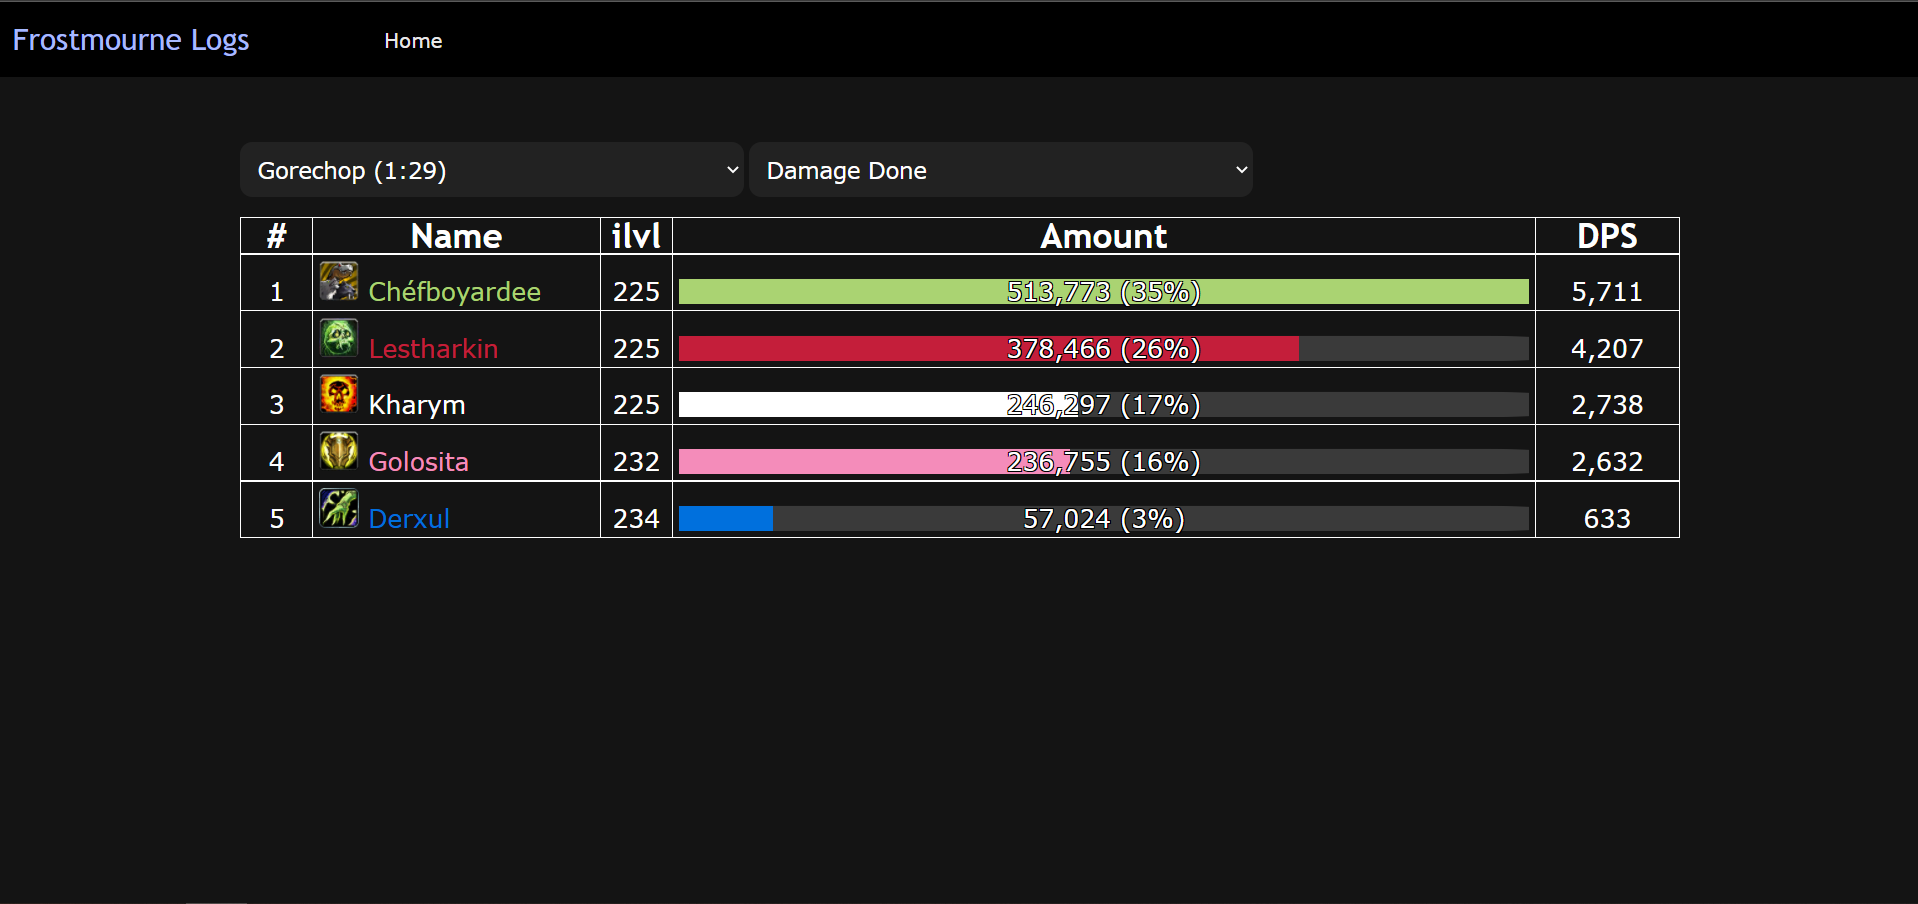 Frostmourne Logs Home
Gorechop (1:29) Damage Done
# Name ilvl Amount DPS
1 Chéfboyardee 225 513,773 (35%) 5,711
2 Lestharkin 225 378,466 (26%) 4,207
3 Kharym 225 246,297 (17%) 2,738
4 Golosita 232 236,755 (16%) 2,632
5 Derxul 234 57,024 (3%) 633